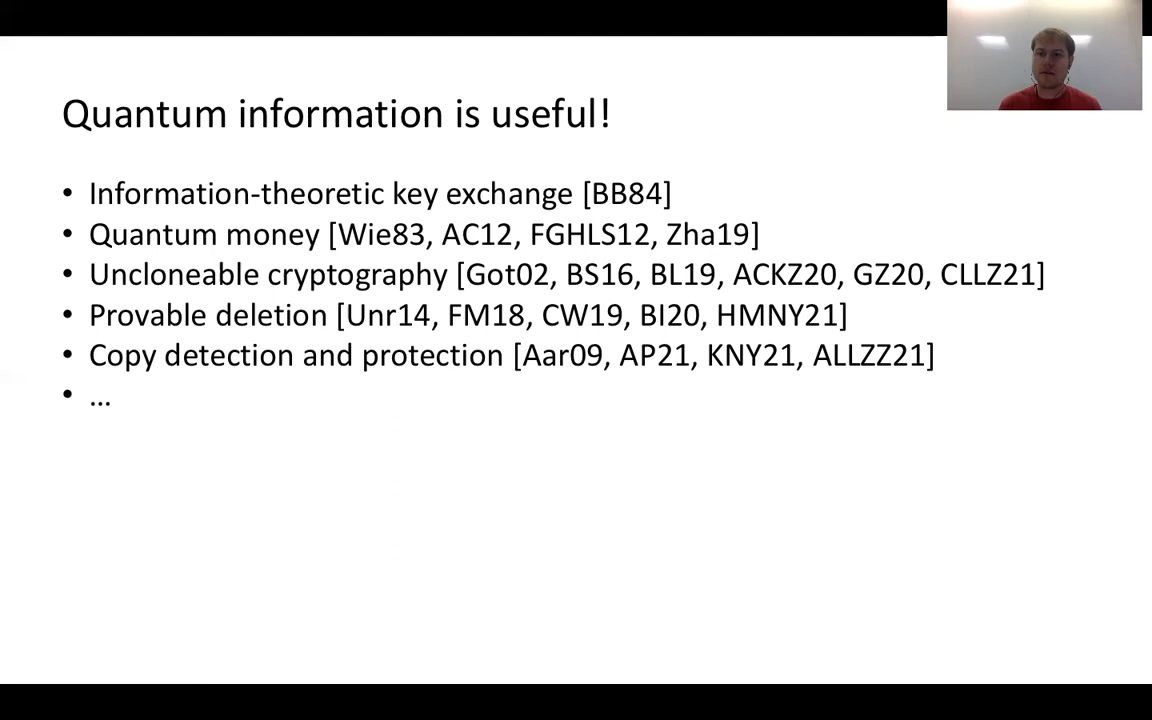 Quantum information is useful!
• Information-theoretic key exchange [BB84]
• Quantum money [Wie83, AC12, FGHLS12, Zha19]
• Uncloneable cryptography [Got02, BS16, BL19, ACKZ20, GZ20, CLLZ21]
• Provable deletion [Unr14, FM18, CW19, BI20, HMNY21]
• Copy detection and protection [Aar09, AP21, KNY21, ALLZZ21]
• …